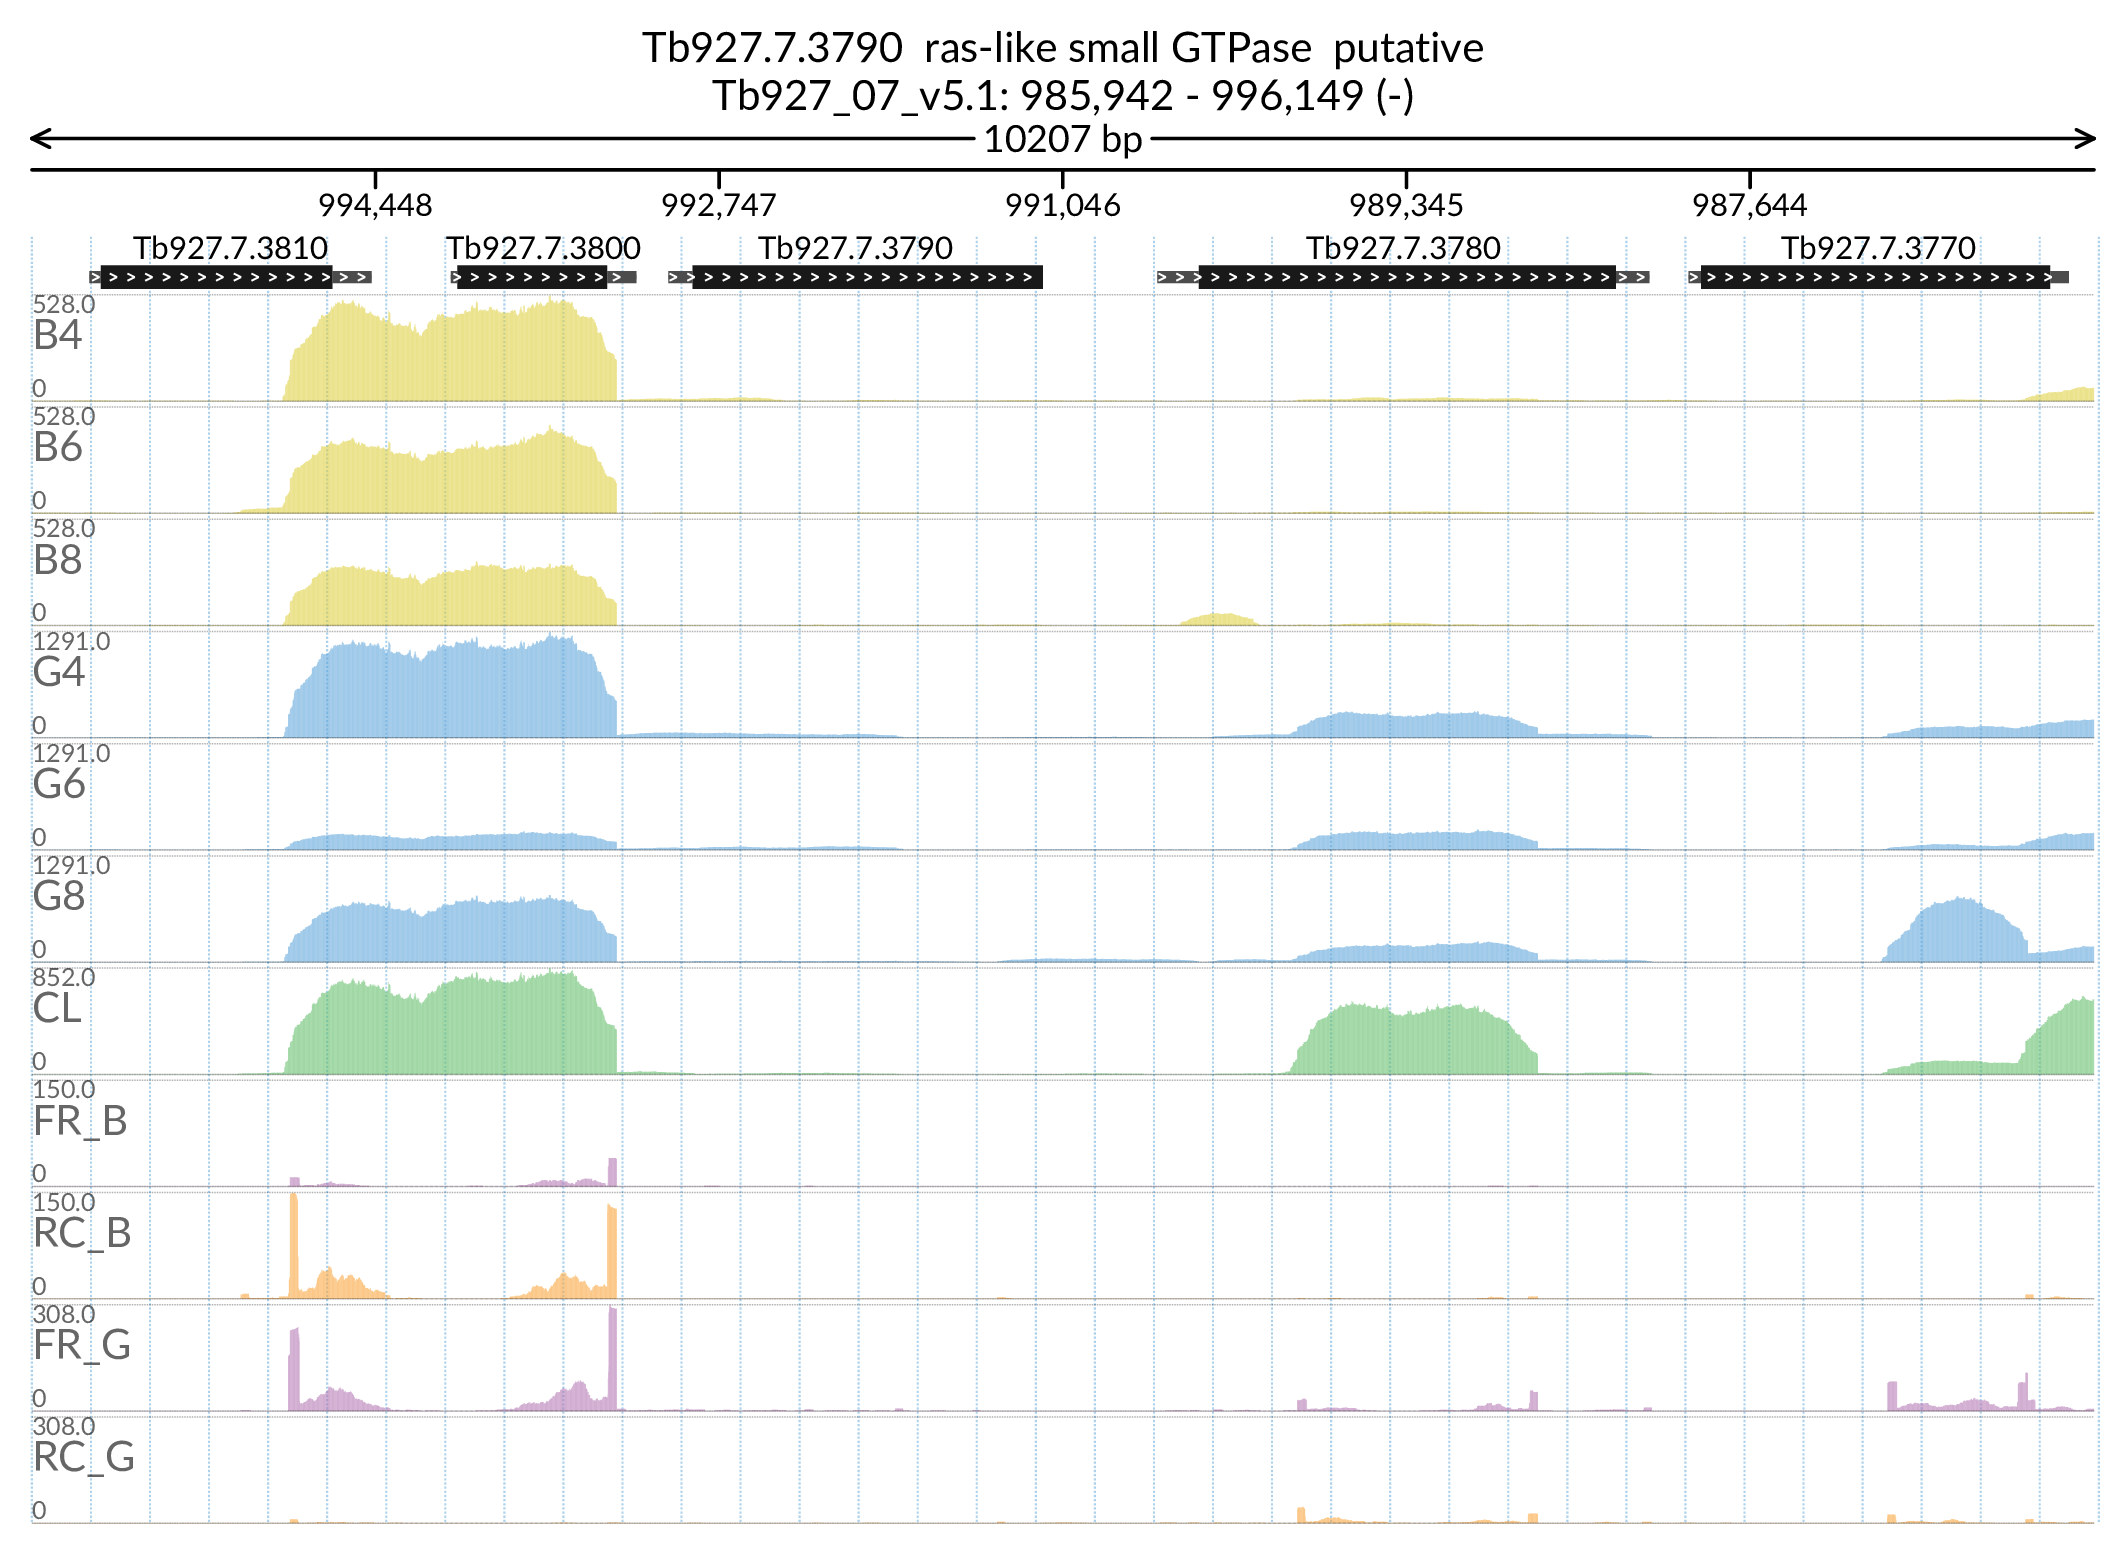 Tb927.7.3790  ras-like small GTPase  putative
Tb927_07_v5.1: 985,942 - 996,149 (-)
10207 bp
994,448 992,747 991,046 989,345 987,644
Tb927.7.3810 Tb927.7.3800 Tb927.7.3790 Tb927.7.3780 Tb927.7.3770
528.0
B4
0
528.0
B6
0
528.0
B8
0
1291.0
G4
0
1291.0
G6
0
1291.0
G8
0
852.0
CL
0
150.0
FR_B
0
150.0
RC_B
0
308.0
FR_G
0
308.0
RC_G
0